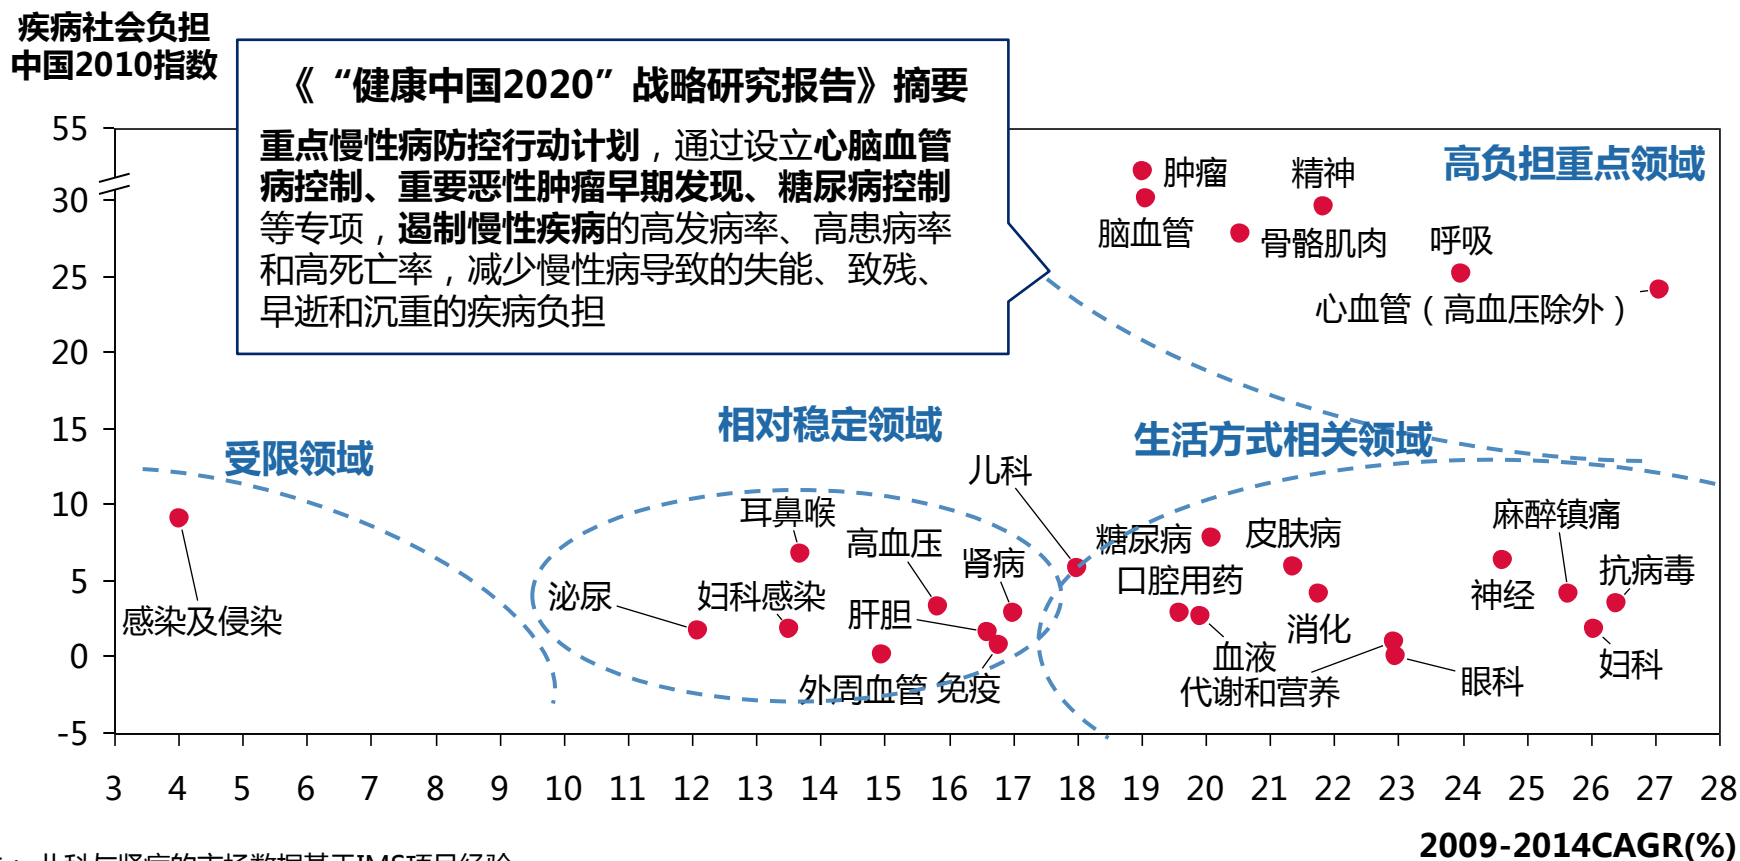 疾病社会负担
中国2010指数
《“健康中国2020”战略研究报告》摘要
重点慢性病防控行动计划，通过设立心脑血管
病控制、重要恶性肿瘤早期发现、糖尿病控制
等专项，遏制慢性疾病的高发病率、高患病率
和高死亡率，减少慢性病导致的失能、致残、
早逝和沉重的疾病负担
55
30
25
20
15
10
5
0
-5
高负担重点领域
肿瘤
精神
脑血管
骨骼肌肉
呼吸
心血管（高血压除外）
受限领域
相对稳定领域
生活方式相关领域
儿科
耳鼻喉
高血压
肾病
糖尿病
皮肤病
麻醉镇痛
口腔用药
抗病毒
泌尿
妇科感染
肝胆
神经
感染及侵染
消化
血液
妇科
外周血管
免疫
代谢和营养
眼科
3 4 5 6 7 8 9 10 11 12 13 14 15 16 17 18 19 20 21 22 23 24 25 26 27 28
2009-2014CAGR(%)